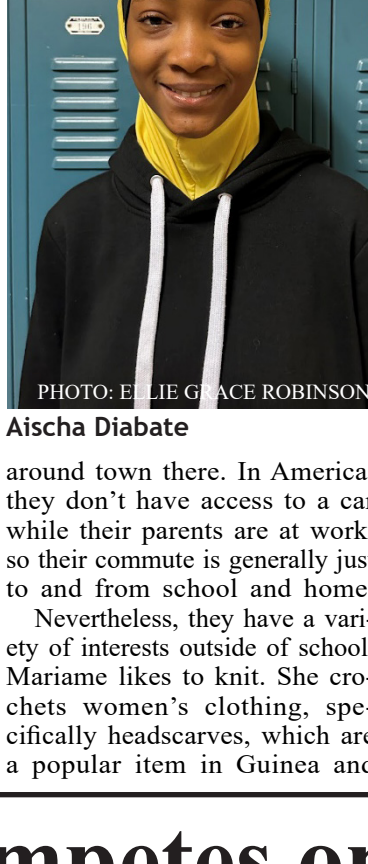 196
PHOTO: ELLIE GRACE ROBINSON
Aischa Diabate
around town there. In America
they don’t have access to a car
while their parents are at work
so their commute is generally just
to and from school and home.
Nevertheless, they have a vari-
ety of interests outside of school.
Mariame likes to knit. She cro-
chets women’s clothing, spe-
cifically headscarves, which are
a popular item in Guinea and